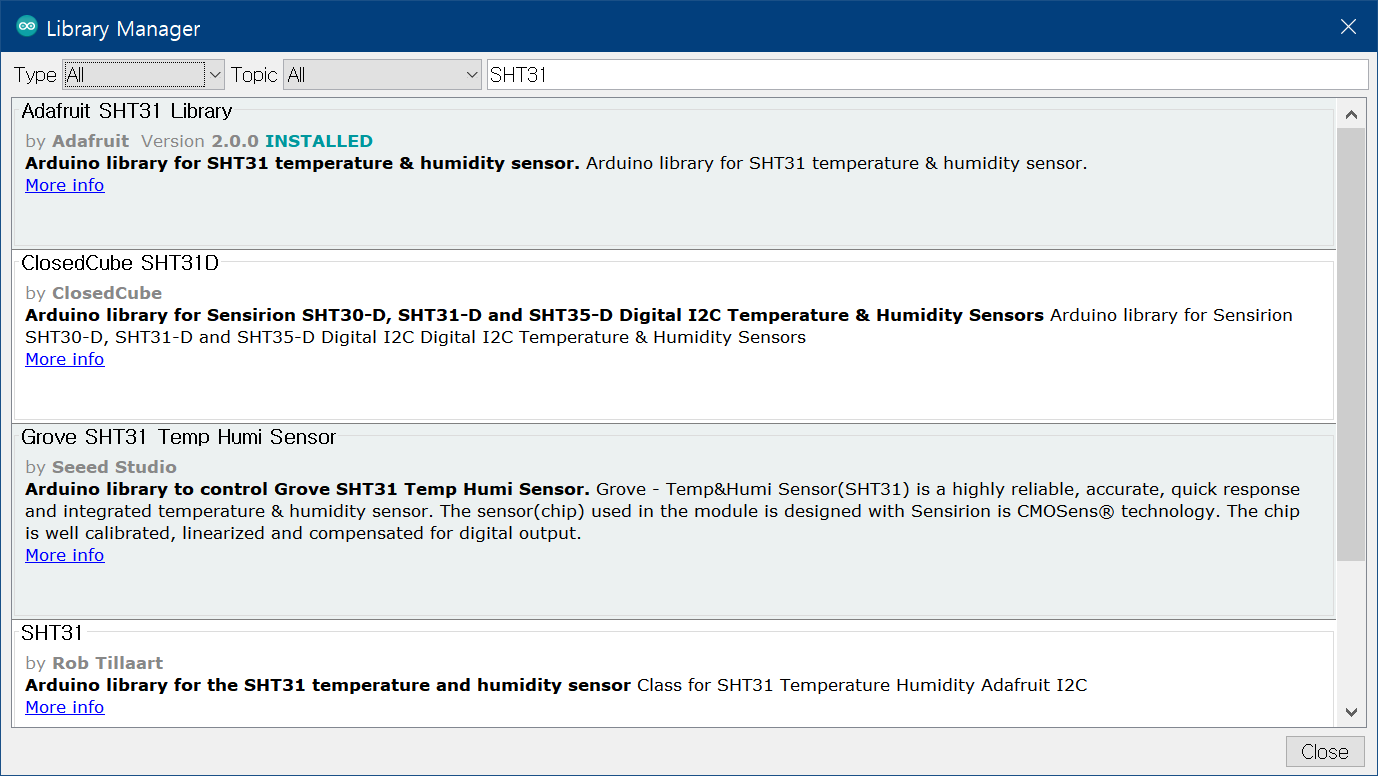 Library Manager
Type All Topic All SHT31
Adafruit SHT31 Library
by Adafruit Version 2.0.0 INSTALLED
Arduino library for SHT31 temperature & humidity sensor. Arduino library for SHT31 temperature & humidity sensor.
More info
ClosedCube SHT31D
by ClosedCube
Arduino library for Sensirion SHT30-D, SHT31-D and SHT35-D Digital I2C Temperature & Humidity Sensors Arduino library for Sensirion
SHT30-D, SHT31-D and SHT35-D Digital I2C Digital I2C Temperature & Humidity Sensors
More info
Grove SHT31 Temp Humi Sensor
by Seeed Studio
Arduino library to control Grove SHT31 Temp Humi Sensor. Grove - Temp&Humi Sensor(SHT31) is a highly reliable, accurate, quick response
and integrated temperature & humidity sensor. The sensor(chip) used in the module is designed with Sensirion is CMOSens® technology. The chip
is well calibrated, linearized and compensated for digital output.
More info
SHT31
by Rob Tillaart
Arduino library for the SHT31 temperature and humidity sensor Class for SHT31 Temperature Humidity Adafruit I2C
More info
Close